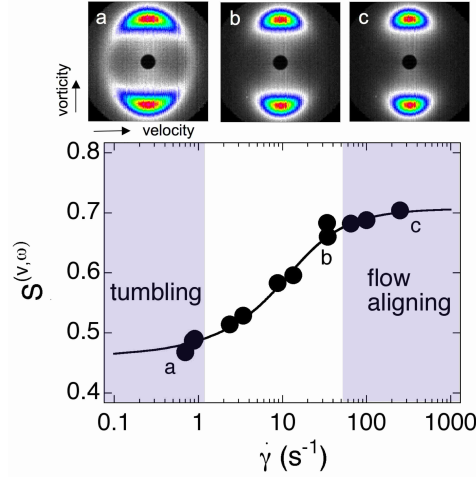 a
b
c
vorticity
velocity
0.8
0.7
0.6
0.5
0.4
S(v,ω)
tumbling
flow
aligning
a
b
c
0.1
1
10
100
1000
γ̇ (s⁻¹)